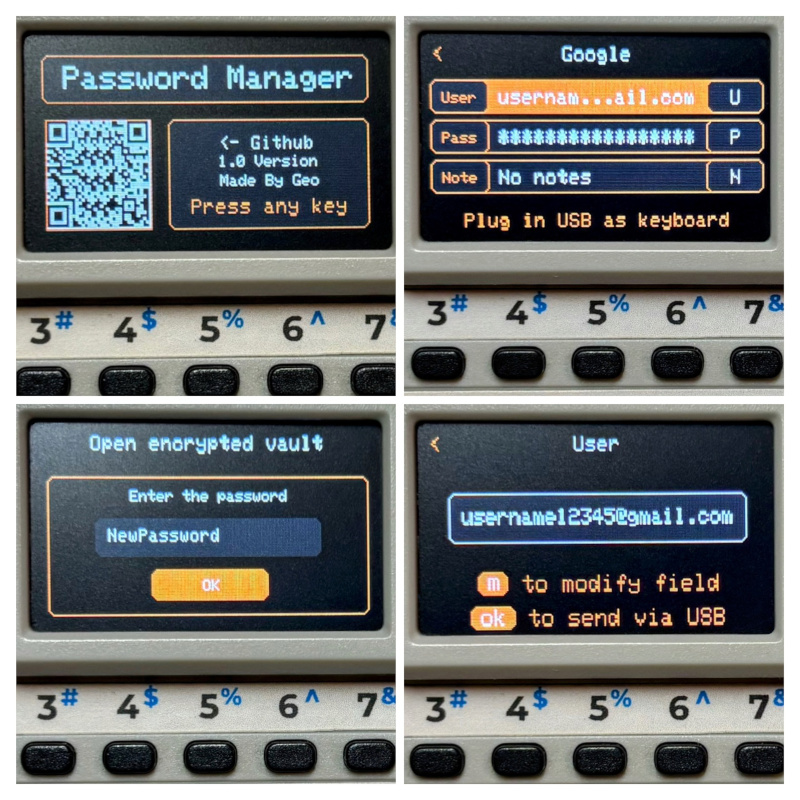 Password Manager
<- Github
1.0 Version
Made By Geo
Press any key
3# 4$ 5% 6^ 7&
<
Google
User usernam...ail.com U
Pass **************** P
Note No notes N
Plug in USB as keyboard
3# 4$ 5% 6^ 7&
Open encrypted vault
Enter the password
NewPassword
OK
3# 4$ 5% 6^ 7&
<
User
username12345@gmail.com
m to modify field
ok to send via USB
3# 4$ 5% 6^ 7&